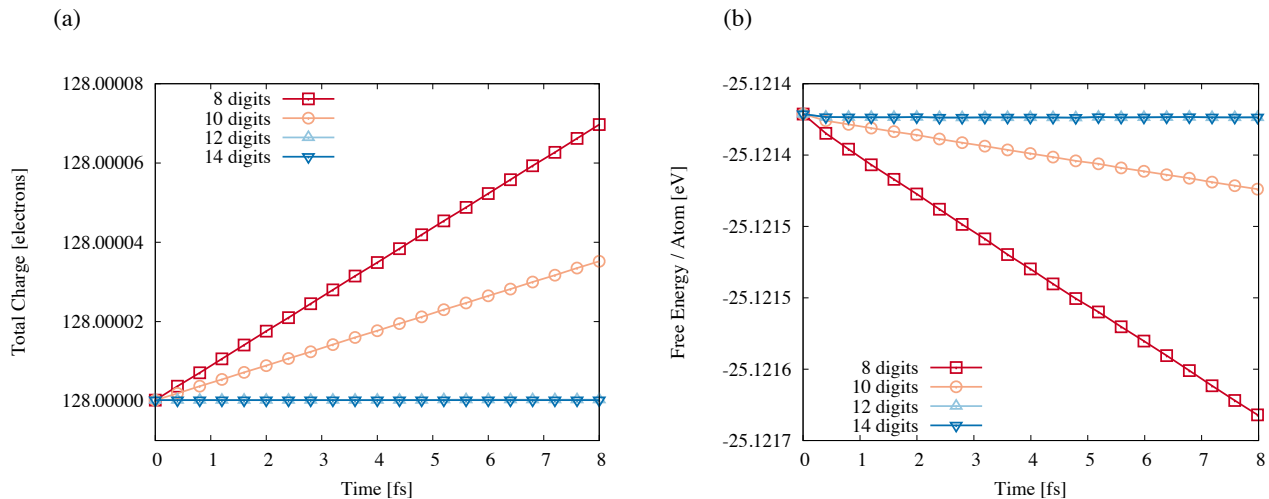 (a)
128.00008
128.00006
128.00004
128.00002
128.00000
Total Charge [electrons]
8 digits
10 digits
12 digits
14 digits
0 1 2 3 4 5 6 7 8
Time [fs]
(b)
-25.1214
-25.1214
-25.1215
-25.1215
-25.1216
-25.1217
Free Energy / Atom [eV]
8 digits
10 digits
12 digits
14 digits
0 1 2 3 4 5 6 7 8
Time [fs]